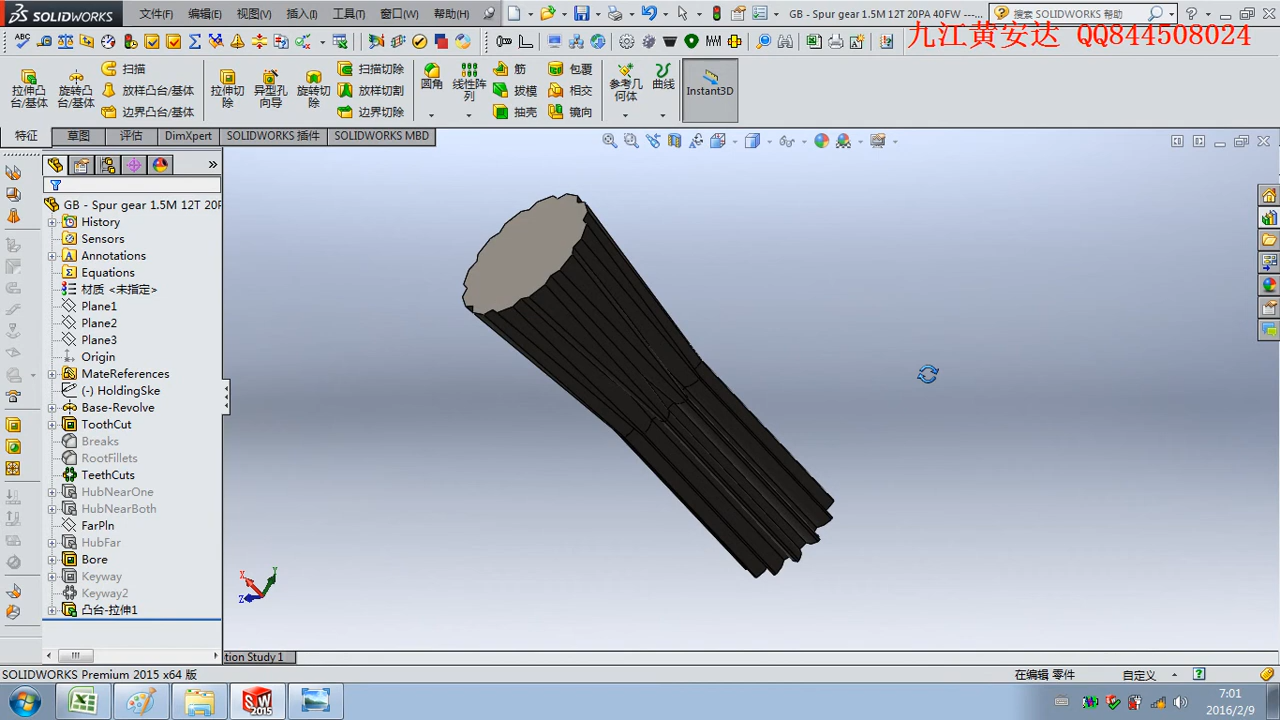 SOLIDWORKS
文件(F)
编辑(E)
视图(V)
插入(I)
工具(T)
窗口(W)
帮助(H)
GB - Spur gear 1.5M 12T 20PA 40FW ---...
搜索 SOLIDWORKS 帮助
九江黄安达 QQ844508024
拉伸凸台/基体
旋转凸台/基体
扫描
放样凸台/基体
边界凸台/基体
拉伸切除
异型孔向导
旋转切除
扫描切除
放样切割
边界切除
圆角
线性阵列
筋
拔模
抽壳
包覆
相交
镜向
参考几何体
曲线
Instant3D
特征
草图
评估
DimXpert
SOLIDWORKS 插件
SOLIDWORKS MBD
GB - Spur gear 1.5M 12T 20PA
History
Sensors
Annotations
Equations
材质 <未指定>
Plane1
Plane2
Plane3
Origin
MateReferences
(-) HoldingSke
Base-Revolve
ToothCut
Breaks
RootFillets
TeethCuts
HubNearOne
HubNearBoth
FarPln
HubFar
Bore
Keyway
Keyway2
凸台-拉伸1
X
Y
Z
tion Study 1
SOLIDWORKS Premium 2015 x64 版
在编辑 零件
自定义
7:01
2016/2/9